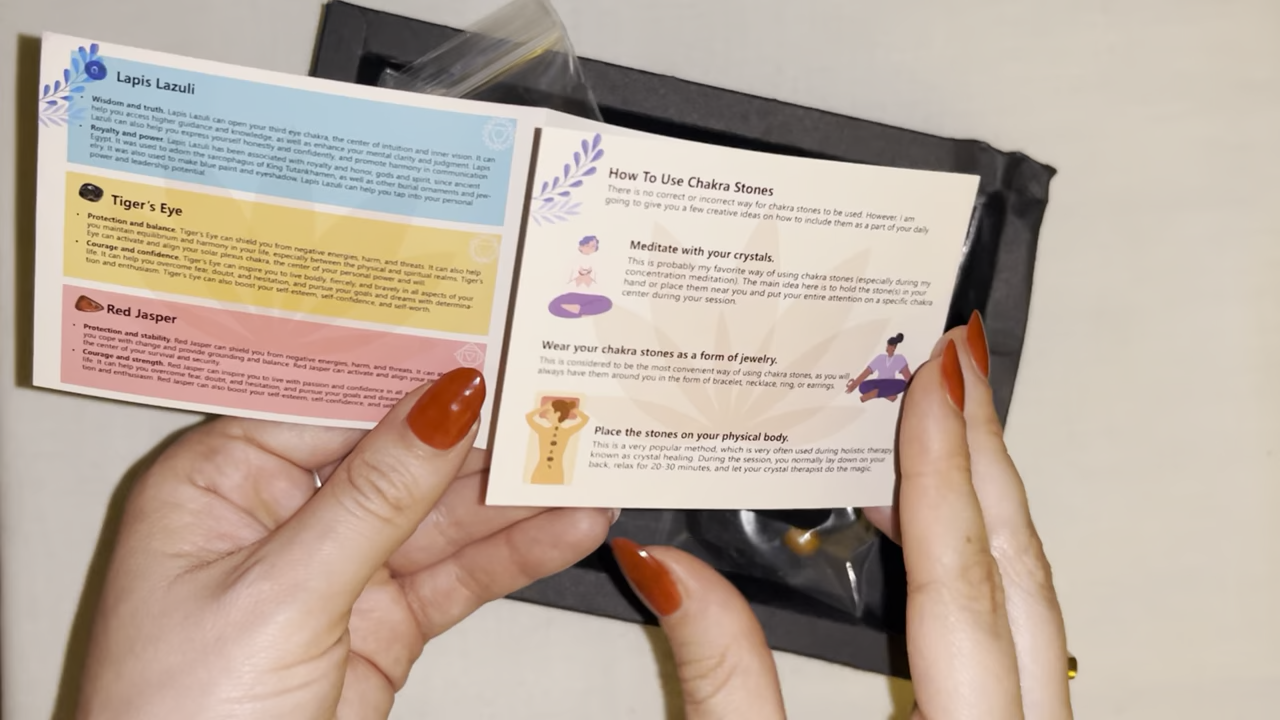 Lapis Lazuli
• Wisdom and truth. Lapis Lazuli can open your third eye chakra, the center of intuition and inner vision. It can
help you access higher guidance and knowledge, as well as enhance your mental clarity and judgment. Lapis
Lazuli can also help you express yourself honestly and confidently, and promote harmony in communication
• Royalty and power. Lapis Lazuli has been associated with royalty and honor, gods and spirit, since ancient
Egypt. It was used to adorn the sarcophagus of King Tutankhamen, as well as other burial ornaments and jew-
elry. It was also used to make blue paint and eyeshadow. Lapis Lazuli can help you tap into your personal
power and leadership potential.
Tiger's Eye
• Protection and balance. Tiger's Eye can shield you from negative energies, harm, and threats. It can also help
you maintain equilibrium and harmony in your life, especially between the physical and spiritual realms. Tiger's
Eye can activate and align your solar plexus chakra, the center of your personal power and will.
• Courage and confidence. Tiger's Eye can inspire you to live boldly, fiercely, and bravely in all aspects of your
life. It can help you overcome fear, doubt, and hesitation, and pursue your goals and dreams with determina-
tion and enthusiasm. Tiger's Eye can also boost your self-esteem, self-confidence, and self-worth.
Red Jasper
• Protection and stability. Red Jasper can shield you from negative energies, harm, and threats. It can
you cope with change and provide grounding and balance. Red Jasper can activate and align your
the center of your survival and security.
• Courage and strength. Red Jasper can inspire you to live with passion and confidence in all
life. It can help you overcome fear, doubt, and hesitation, and pursue your goals and
tion and enthusiasm. Red Jasper can also boost your self-esteem, self-confidence, and
How To Use Chakra Stones
There is no correct or incorrect way for chakra stones to be used. However, i am
going to give you a few creative ideas on how to include them as a part of your daily
Meditate with your crystals.
This is probably my favorite way of using chakra stones (especially during my
concentration meditation). The main idea here is to hold the stone(s) in your
hand or place them near you and put your entire attention on a specific chakra
center during your session.
Wear your chakra stones as a form of jewelry.
This is considered to be the most convenient way of using chakra stones, as you will
always have them around you in the form of bracelet, necklace, ring, or earrings.
Place the stones on your physical body.
This is a very popular method, which is very often used during holistic therapy
known as crystal healing. During the session, you normally lay down on your
back, relax for 20-30 minutes, and let your crystal therapist do the magic.